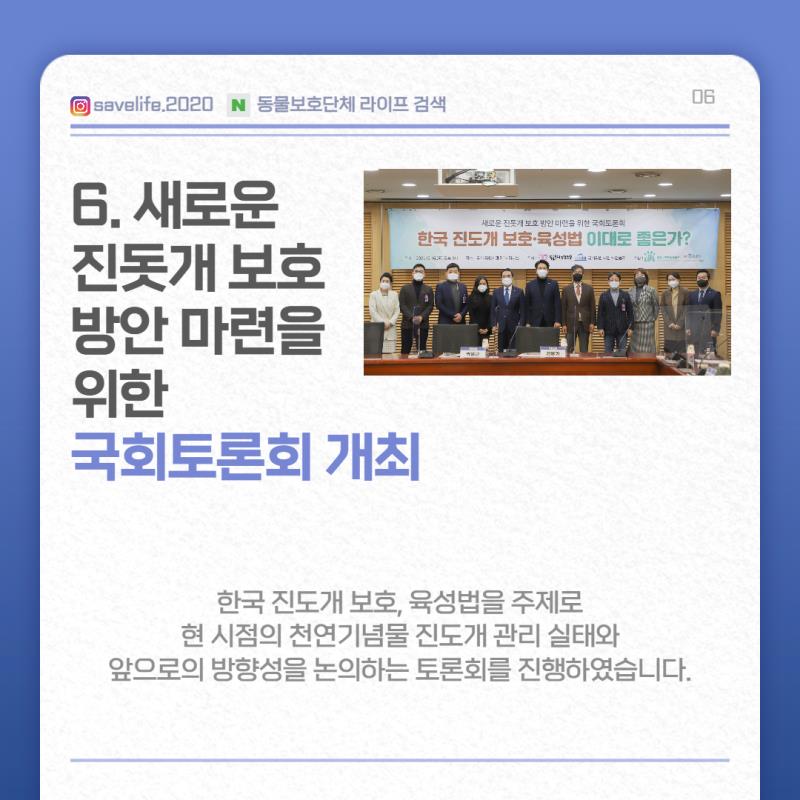 savelife.2020 N 동물보호단체 라이프 검색
06
6. 새로운
진돗개 보호
방안 마련을
위한
국회토론회 개최
새로운 진돗개 보호 방안 마련을 위한 국회토론회
한국 진도개 보호·육성법 이대로 좋은가?
한국 진도개 보호, 육성법을 주제로
현 시점의 천연기념물 진도개 관리 실태와
앞으로의 방향성을 논의하는 토론회를 진행하였습니다.